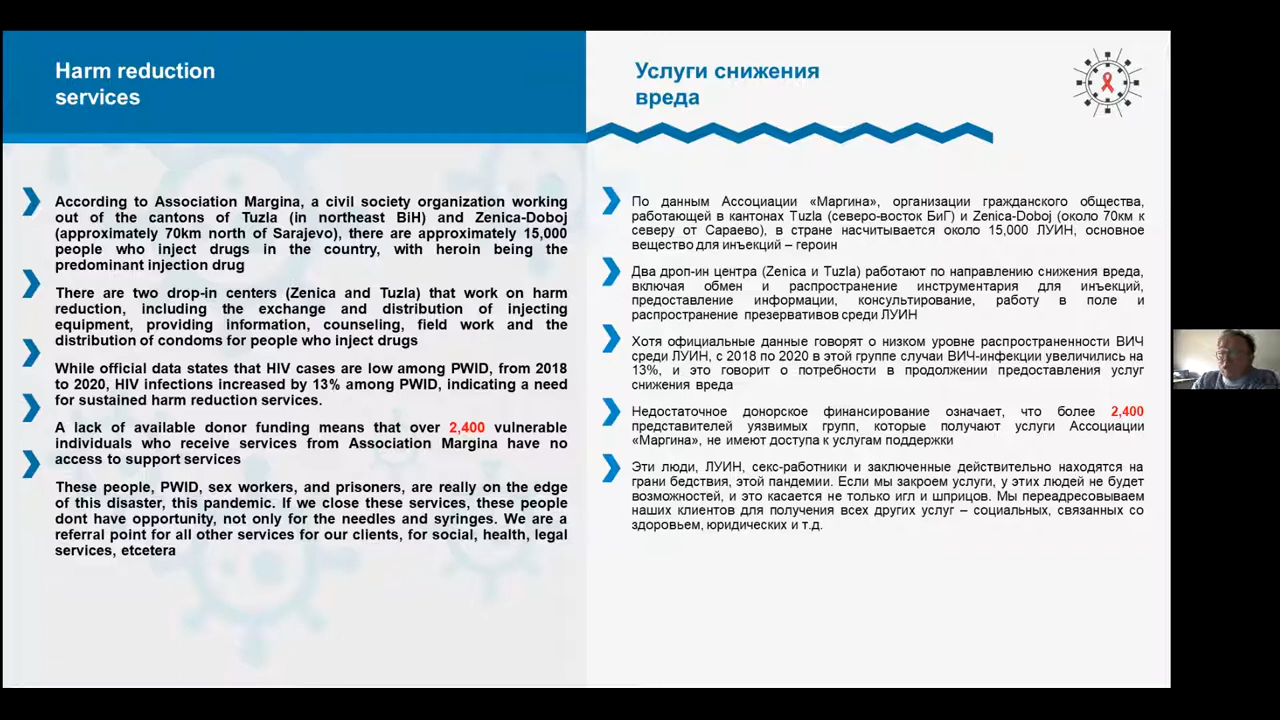 Harm reduction
services
According to Association Margina, a civil society organization working
out of the cantons of Tuzla (in northeast BiH) and Zenica-Doboj
(approximately 70km north of Sarajevo), there are approximately 15,000
people who inject drugs in the country, with heroin being the
predominant injection drug
There are two drop-in centers (Zenica and Tuzla) that work on harm
reduction, including the exchange and distribution of injecting
equipment, providing information, counseling, field work and the
distribution of condoms for people who inject drugs
While official data states that HIV cases are low among PWID, from 2018
to 2020, HIV infections increased by 13% among PWID, indicating a need
for sustained harm reduction services.
A lack of available donor funding means that over 2,400 vulnerable
individuals who receive services from Association Margina have no
access to support services
These people, PWID, sex workers, and prisoners, are really on the edge
of this disaster, this pandemic. If we close these services, these people
dont have opportunity, not only for the needles and syringes. We are a
referral point for all other services for our clients, for social, health, legal
services, etcetera
Услуги снижения
вреда
По данным Ассоциации «Маргина», организации гражданского общества,
работающей в кантонах Tuzla (северо-восток БиГ) и Zenica-Doboj (около 70км к
северу от Сараево), в стране насчитывается около 15,000 ЛУИН, основное
вещество для инъекций – героин
Два дроп-ин центра (Zenica и Tuzla) работают по направлению снижения вреда,
включая обмен и распространение инструментария для инъекций,
предоставление информации, консультирование, работу в поле и
распространение презервативов среди ЛУИН
Хотя официальные данные говорят о низком уровне распространенности ВИЧ
среди ЛУИН, с 2018 по 2020 в этой группе случаи ВИЧ-инфекции увеличились на
13%, и это говорит о потребности в продолжении предоставления услуг
снижения вреда
Недостаточное донорское финансирование означает, что более 2,400
представителей уязвимых групп, которые получают услуги Ассоциации
«Маргина», не имеют доступа к услугам поддержки
Эти люди, ЛУИН, секс-работники и заключенные действительно находятся на
грани бедствия, этой пандемии. Если мы закроем услуги, у этих людей не будет
возможностей, и это касается не только игл и шприцов. Мы переадресовываем
наших клиентов для получения всех других услуг – социальных, связанных со
здоровьем, юридических и т.д.